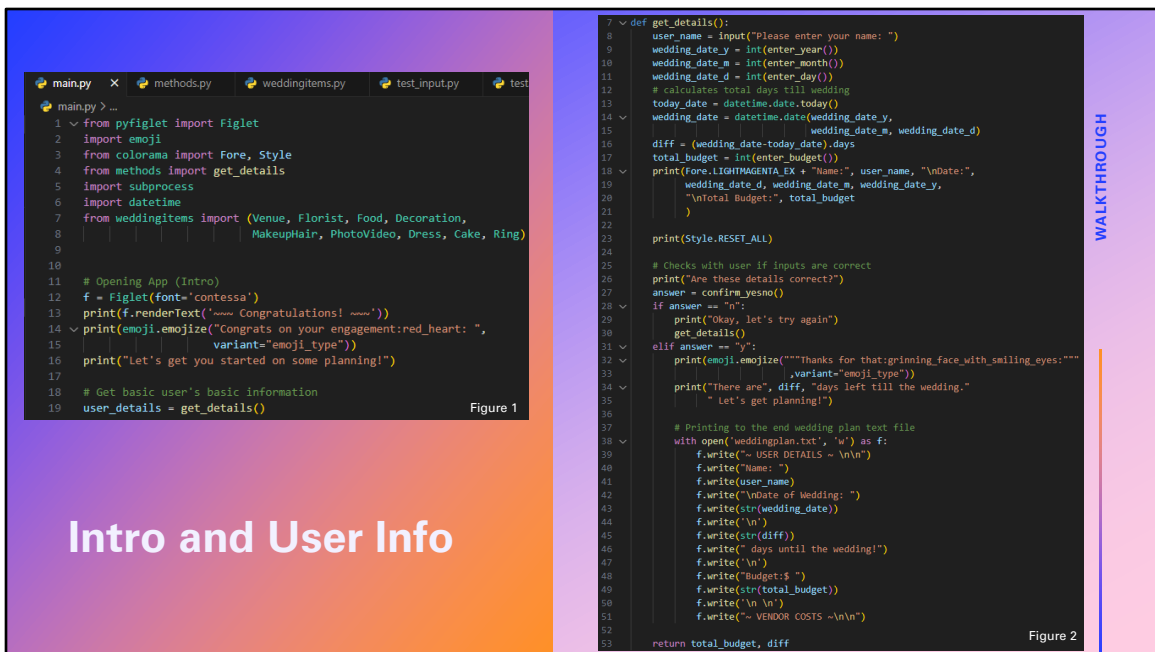 main.py X methods.py weddingitems.py test_input.py test
main.py > ...
1 from pyfiglet import Figlet
2 import emoji
3 from colorama import Fore, Style
4 from methods import get_details
5 import subprocess
6 import datetime
7 from weddingitems import (Venue, Florist, Food, Decoration,
8 MakeupHair, PhotoVideo, Dress, Cake, Ring)
9
10
11 # Opening App (Intro)
12 f = Figlet(font='contessa')
13 print(f.renderText('~~~ Congratulations! ~~~'))
14 print(emoji.emojize("Congrats on your engagement:red_heart: ",
15 variant="emoji_type"))
16 print("Let's get you started on some planning!")
17
18 # Get basic user's basic information
19 user_details = get_details()
Figure 1
Intro and User Info
7 def get_details():
8 user_name = input("Please enter your name: ")
9 wedding_date_y = int(enter_year())
10 wedding_date_m = int(enter_month())
11 wedding_date_d = int(enter_day())
12 # calculates total days till wedding
13 today_date = datetime.date.today()
14 wedding_date = datetime.date(wedding_date_y,
15 wedding_date_m, wedding_date_d)
16 diff = (wedding_date-today_date).days
17 total_budget = int(enter_budget())
18 print(Fore.LIGHTMAGENTA_EX + "Name:", user_name, "\nDate:",
19 wedding_date_d, wedding_date_m, wedding_date_y,
20 "\nTotal Budget:", total_budget
21 )
22
23 print(Style.RESET_ALL)
24
25 # Checks with user if inputs are correct
26 print("Are these details correct?")
27 answer = confirm_yesno()
28 if answer == "n":
29 print("Okay, let's try again")
30 get_details()
31 elif answer == "y":
32 print(emoji.emojize("""Thanks for that:grinning_face_with_smiling_eyes:"""
33 ,variant="emoji_type"))
34 print("There are", diff, "days left till the wedding."
35 " Let's get planning!")
36
37 # Printing to the end wedding plan text file
38 with open('weddingplan.txt', 'w') as f:
39 f.write("~ USER DETAILS ~ \n\n")
40 f.write("Name: ")
41 f.write(user_name)
42 f.write("\nDate of Wedding: ")
43 f.write(str(wedding_date))
44 f.write('\n')
45 f.write(str(diff))
46 f.write(" days until the wedding!")
47 f.write('\n')
48 f.write("Budget:$ ")
49 f.write(str(total_budget))
50 f.write('\n \n')
51 f.write("~ VENDOR COSTS ~\n\n")
52
53 return total_budget, diff
Figure 2
WALKTHROUGH